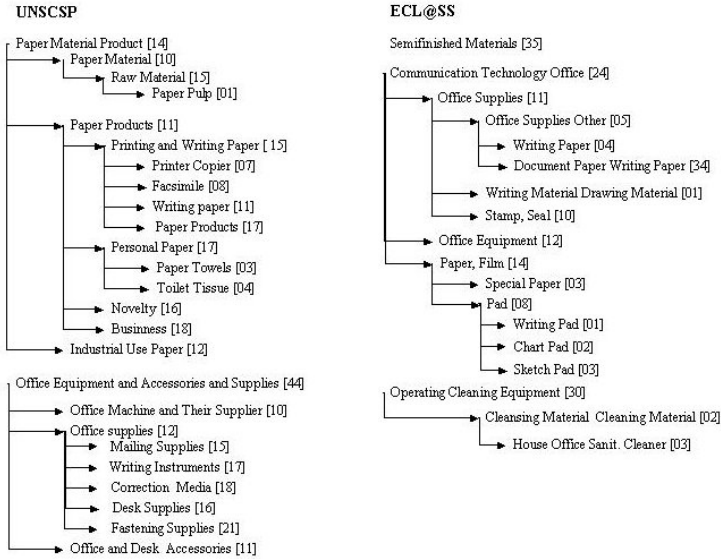 UNSCSP
Paper Material Product [14]
Paper Material [10]
Raw Material [15]
Paper Pulp [01]
Paper Products [11]
Printing and Writing Paper [ 15]
Printer Copier [07]
Facsimile [08]
Writing paper [11]
Paper Products [17]
Personal Paper [17]
Paper Towels [03]
Toilet Tissue [04]
Novelty [16]
Businness [18]
Industrial Use Paper [12]
Office Equipment and Accessories and Supplies [44]
Office Machine and Their Supplier [10]
Office supplies [12]
Mailing Supplies [15]
Writing Instruments [17]
Correction Media [18]
Desk Supplies [16]
Fastening Supplies [21]
Office and Desk Accessories [11]
ECL@SS
Semifinished Materials [35]
Communication Technology Office [24]
Office Supplies [11]
Office Supplies Other [05]
Writing Paper [04]
Document Paper Writing Paper [34]
Writing Material Drawing Material [01]
Stamp, Seal [10]
Office Equipment [12]
Paper, Film [14]
Special Paper [03]
Pad [08]
Writing Pad [01]
Chart Pad [02]
Sketch Pad [03]
Operating Cleaning Equipment [30]
Cleansing Material Cleaning Material [02]
House Office Sanit. Cleaner [03]